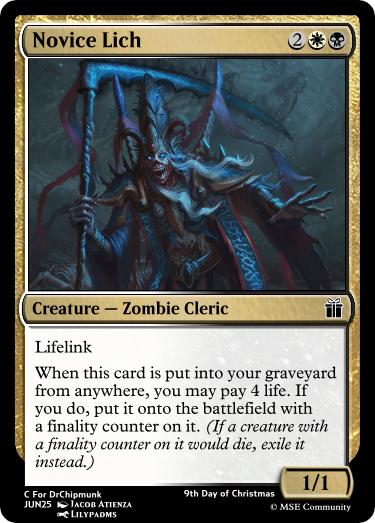 Novice Lich 2
Creature — Zombie Cleric
Lifelink
When this card is put into your graveyard
from anywhere, you may pay 4 life. If
you do, put it onto the battlefield with
a finality counter on it. (If a creature with
a finality counter on it would die, exile it
instead.)
1/1
C For DrChipmunk 9th Day of Christmas
JUN25 Jacob Atienza © MSE Community
Lilypadms